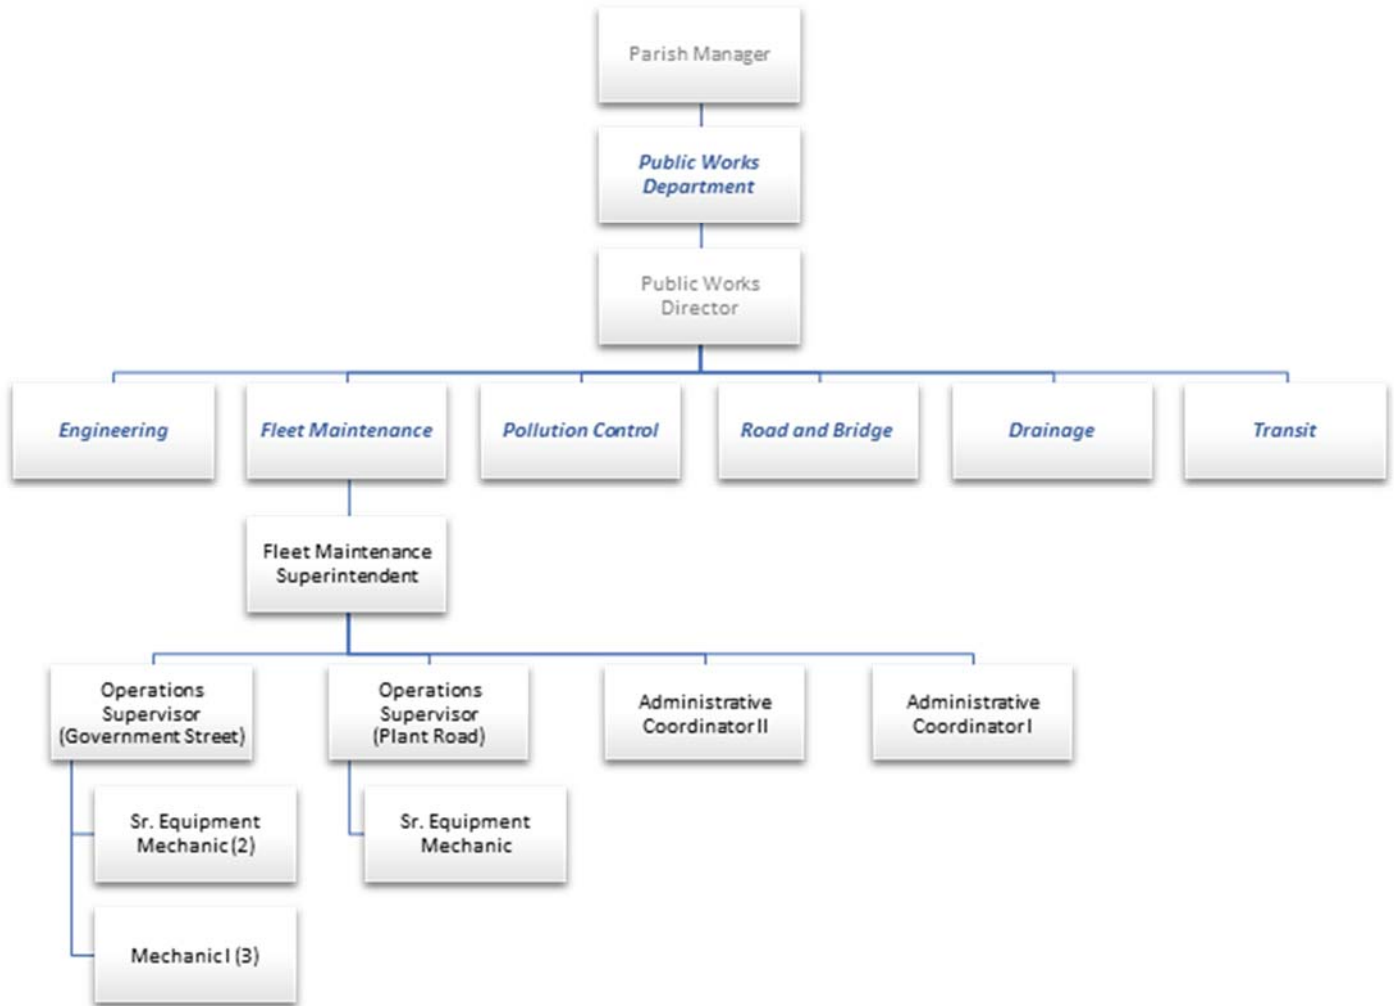 Parish Manager
Public Works
Department
Public Works
Director
Engineering
Fleet Maintenance
Pollution Control
Road and Bridge
Drainage
Transit
Fleet Maintenance
Superintendent
Operations
Supervisor
(Government Street)
Operations
Supervisor
(Plant Road)
Administrative
Coordinator II
Administrative
Coordinator I
Sr. Equipment
Mechanic (2)
Sr. Equipment
Mechanic
Mechanic I (3)